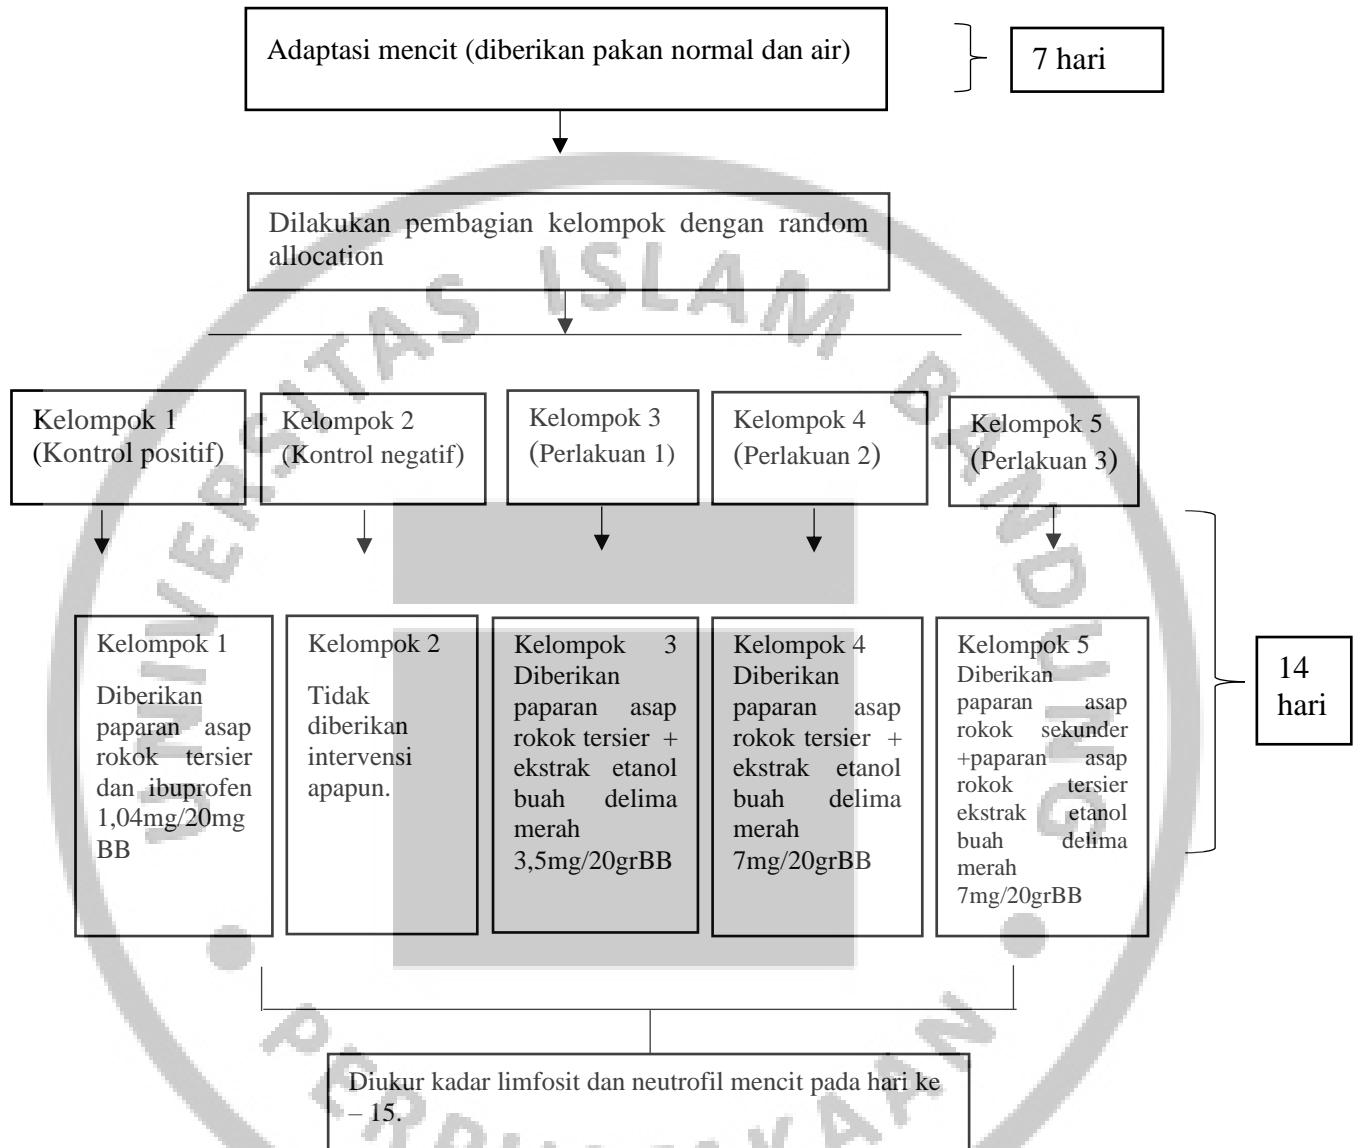 Adaptasi mencit (diberikan pakan normal dan air)
7 hari
Dilakukan pembagian kelompok dengan random
allocation
Kelompok 1
(Kontrol positif)
Kelompok 2
(Kontrol negatif)
Kelompok 3
(Perlakuan 1)
Kelompok 4
(Perlakuan 2)
Kelompok 5
(Perlakuan 3)
Kelompok 1
Diberikan
paparan asap
rokok tersier
dan ibuprofen
1,04mg/20mg
BB
Kelompok 2
Tidak
diberikan
intervensi
apapun.
Kelompok 3
Diberikan
paparan asap
rokok tersier +
ekstrak etanol
buah delima
merah
3,5mg/20grBB
Kelompok 4
Diberikan
paparan asap
rokok tersier +
ekstrak etanol
buah delima
merah
7mg/20grBB
Kelompok 5
Diberikan
paparan asap
rokok sekunder
+paparan asap
rokok tersier
ekstrak etanol
buah delima
merah
7mg/20grBB
14
hari
Diukur kadar limfosit dan neutrofil mencit pada hari ke
– 15.
UNIVERSITAS ISLAM BANDUNG
PERPUSTAKAAN